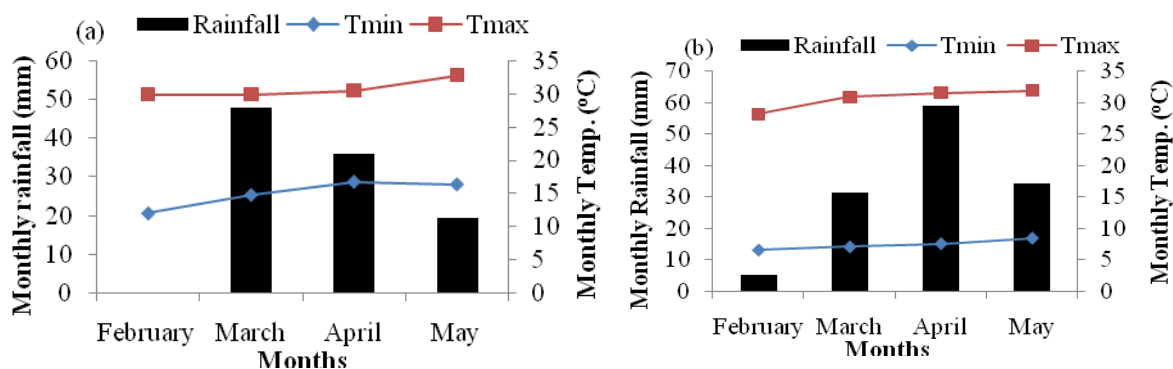 (a)
Rainfall Tmin Tmax
Monthly rainfall (mm)
60
50
40
30
20
10
0
35
30
25
20
15
10
5
0
Monthly Temp. (ºC)
February March April May
Months
(b)
Rainfall Tmin Tmax
Monthly Rainfall (mm)
70
60
50
40
30
20
10
0
35
30
25
20
15
10
5
0
Monthly Temp. (ºC)
February March April May
Months